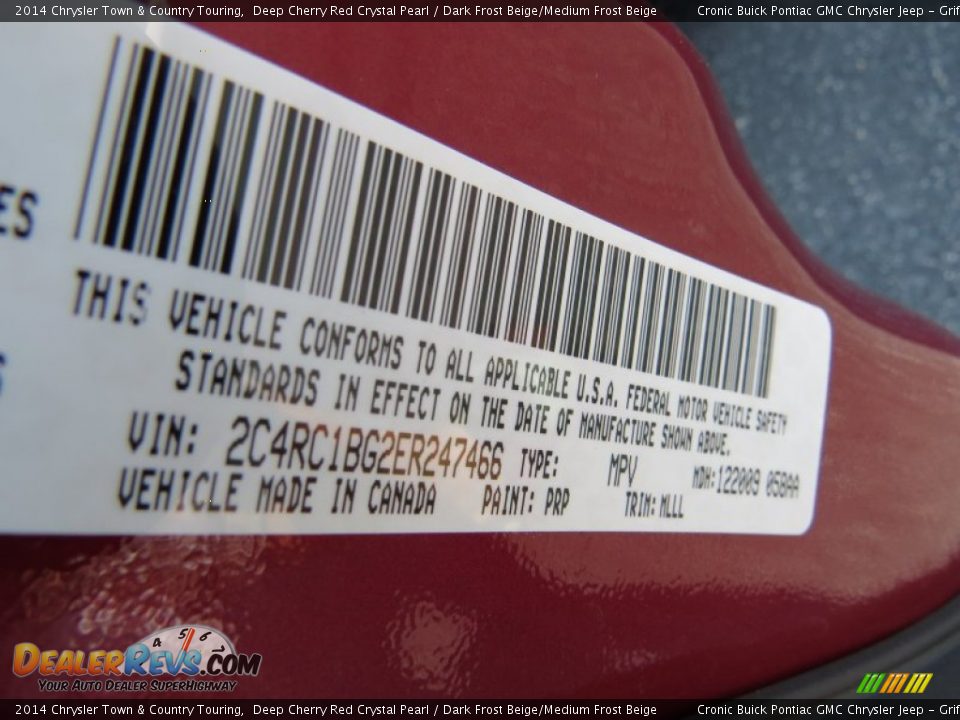 2014 Chrysler Town & Country Touring,  Deep Cherry Red Crystal Pearl / Dark Frost Beige/Medium Frost Beige     Cronic Buick Pontiac GMC Chrysler Jeep – Grif
ES
THIS VEHICLE CONFORMS TO ALL APPLICABLE U.S.A. FEDERAL MOTOR VEHICLE SAFETY
STANDARDS IN EFFECT ON THE DATE OF MANUFACTURE SHOWN ABOVE.
VIN: 2C4RC1BG2ER247466 TYPE: MPV MDH:122009 058AA
VEHICLE MADE IN CANADA PAINT: PRP TRIM: MLLL
4 5 6
DEALERREVS.COM
YOUR AUTO DEALER SUPERHIGHWAY
2014 Chrysler Town & Country Touring,  Deep Cherry Red Crystal Pearl / Dark Frost Beige/Medium Frost Beige     Cronic Buick Pontiac GMC Chrysler Jeep – Grif